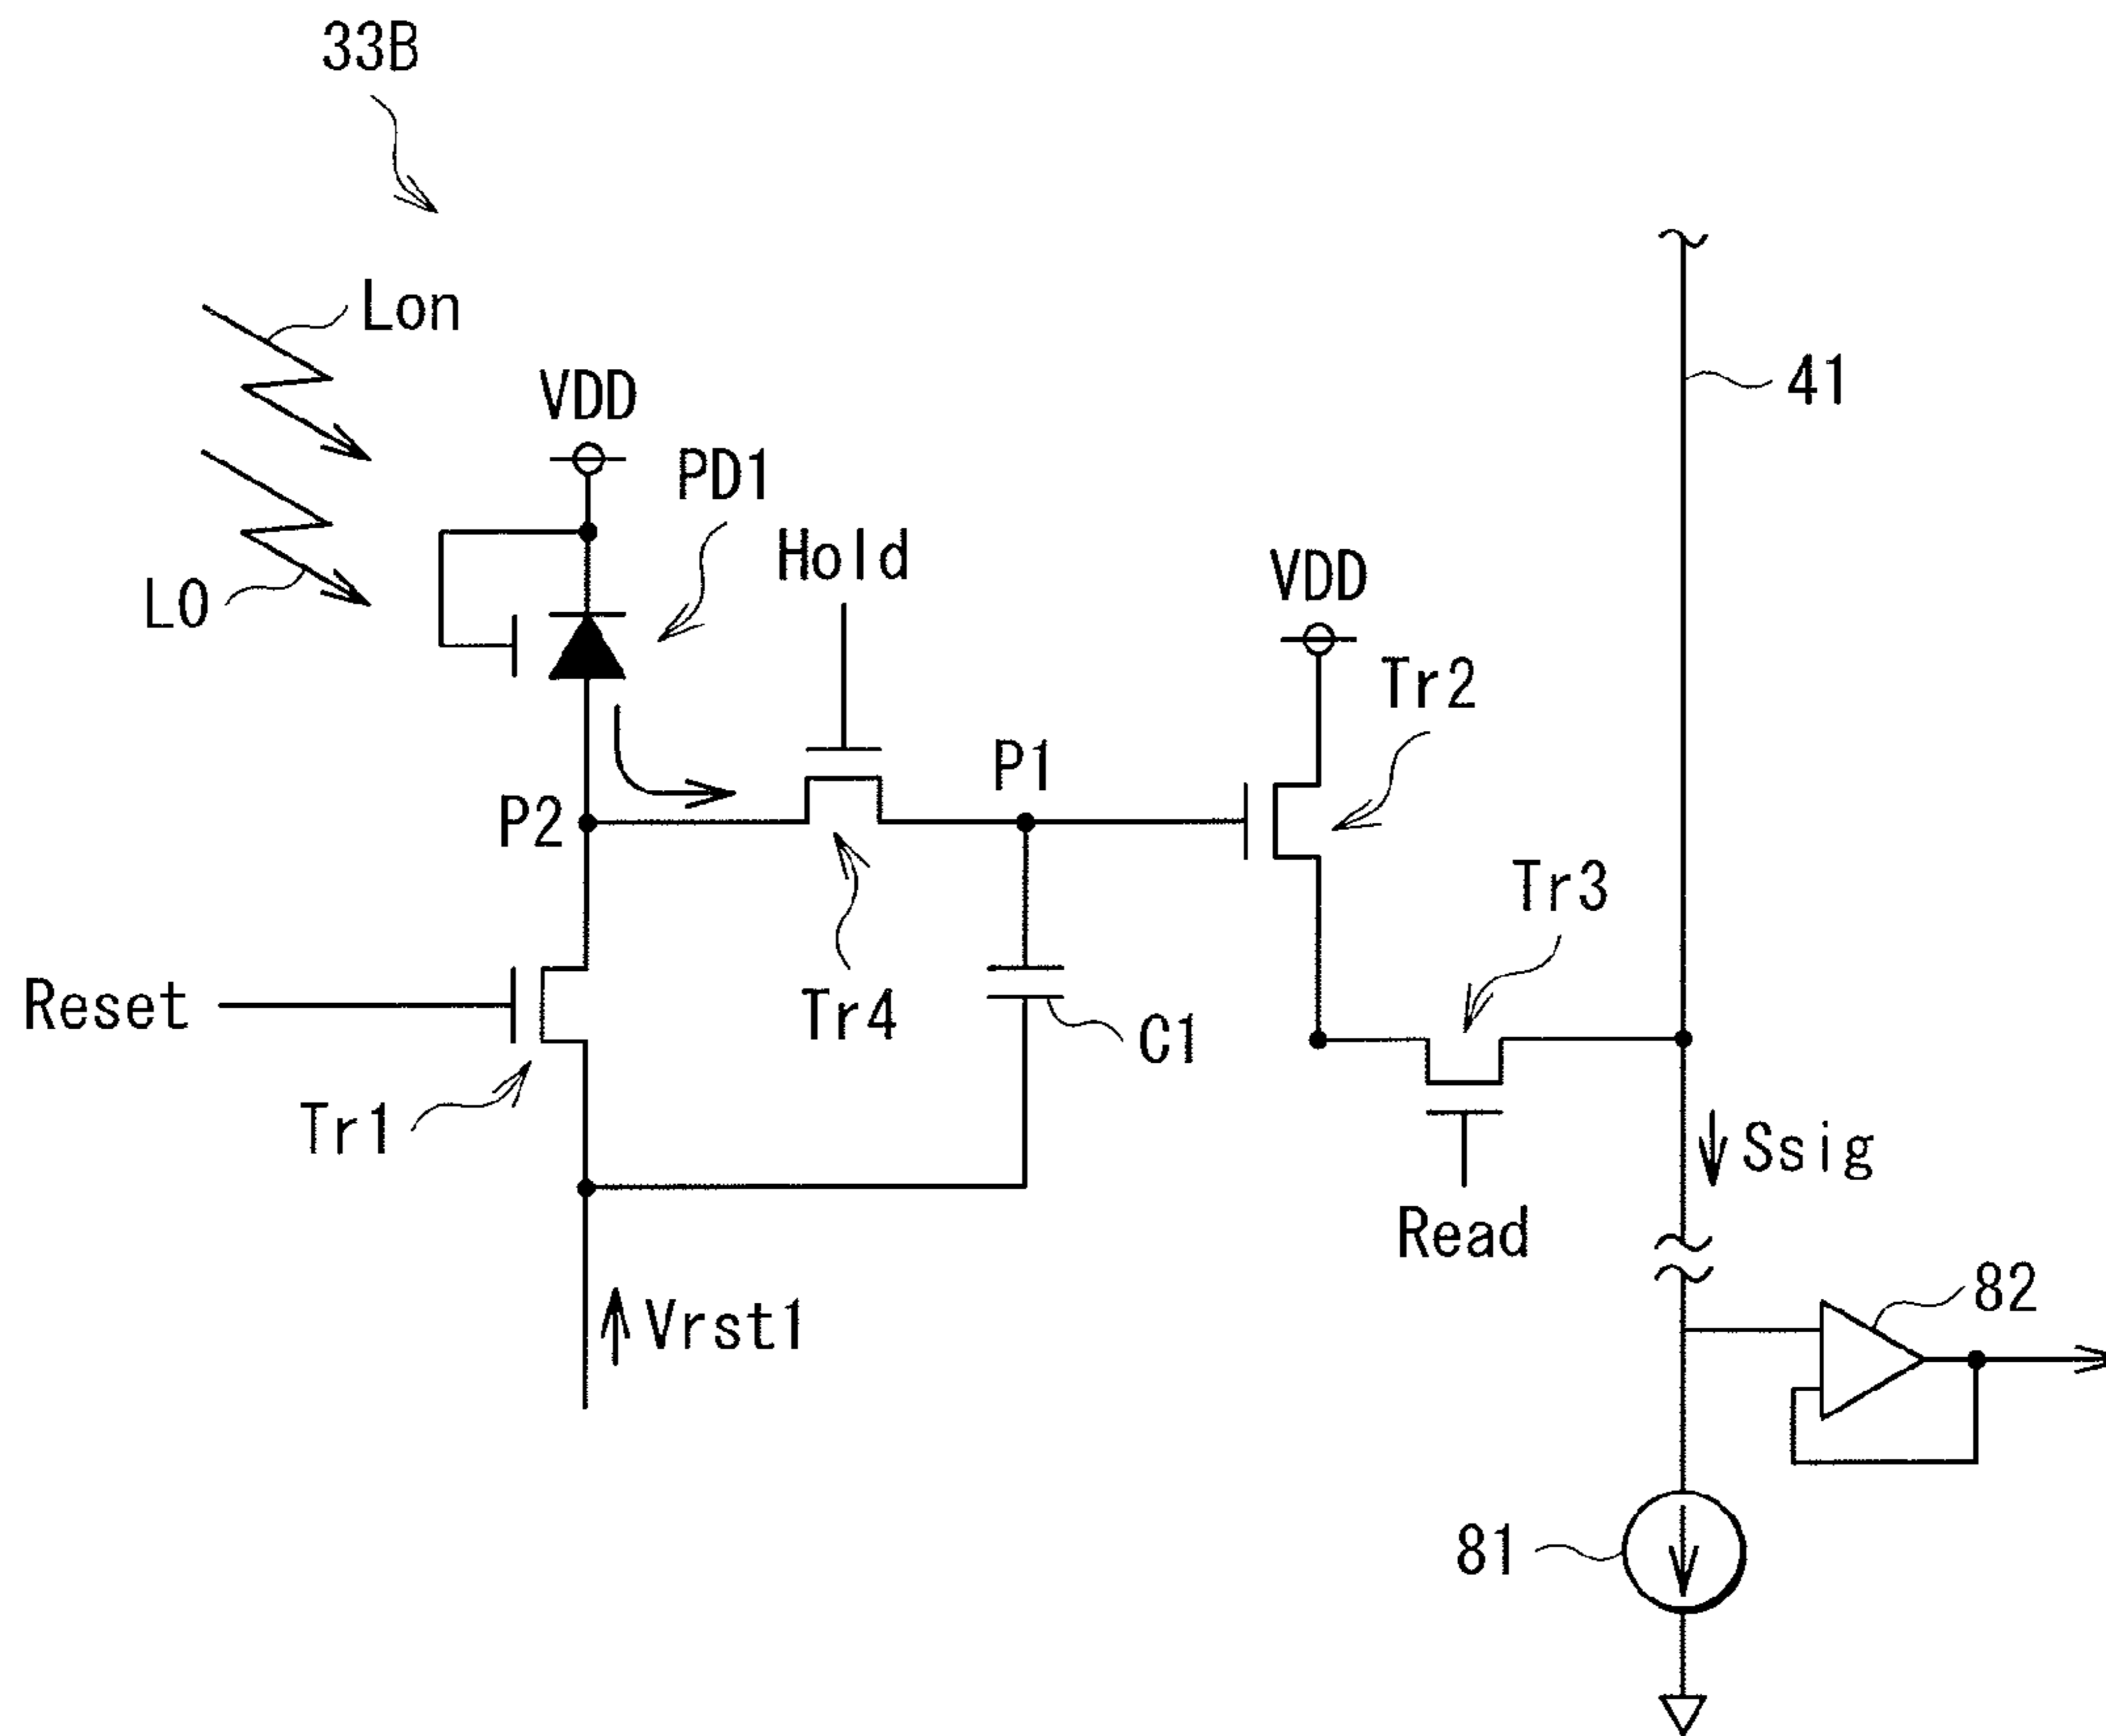 33B
Lon
VDD
41
PD1
Hold
VDD
L0
Tr2
P1
P2
Tr3
Reset
Tr4
C1
Tr1
Ssig
Read
82
Vrst1
81